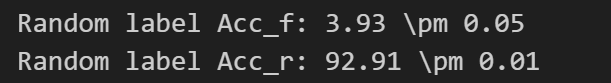 Random label Acc_f: 3.93 \pm 0.05
Random label Acc_r: 92.91 \pm 0.01